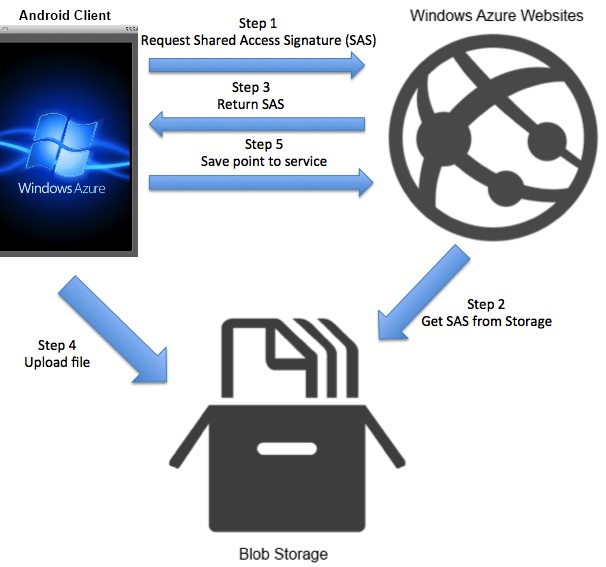 Android Client
Step 1
Request Shared Access Signature (SAS)
Windows Azure Websites
Step 3
Return SAS
Step 5
Save point to service
Windows Azure
Step 2
Get SAS from Storage
Step 4
Upload file
Blob Storage